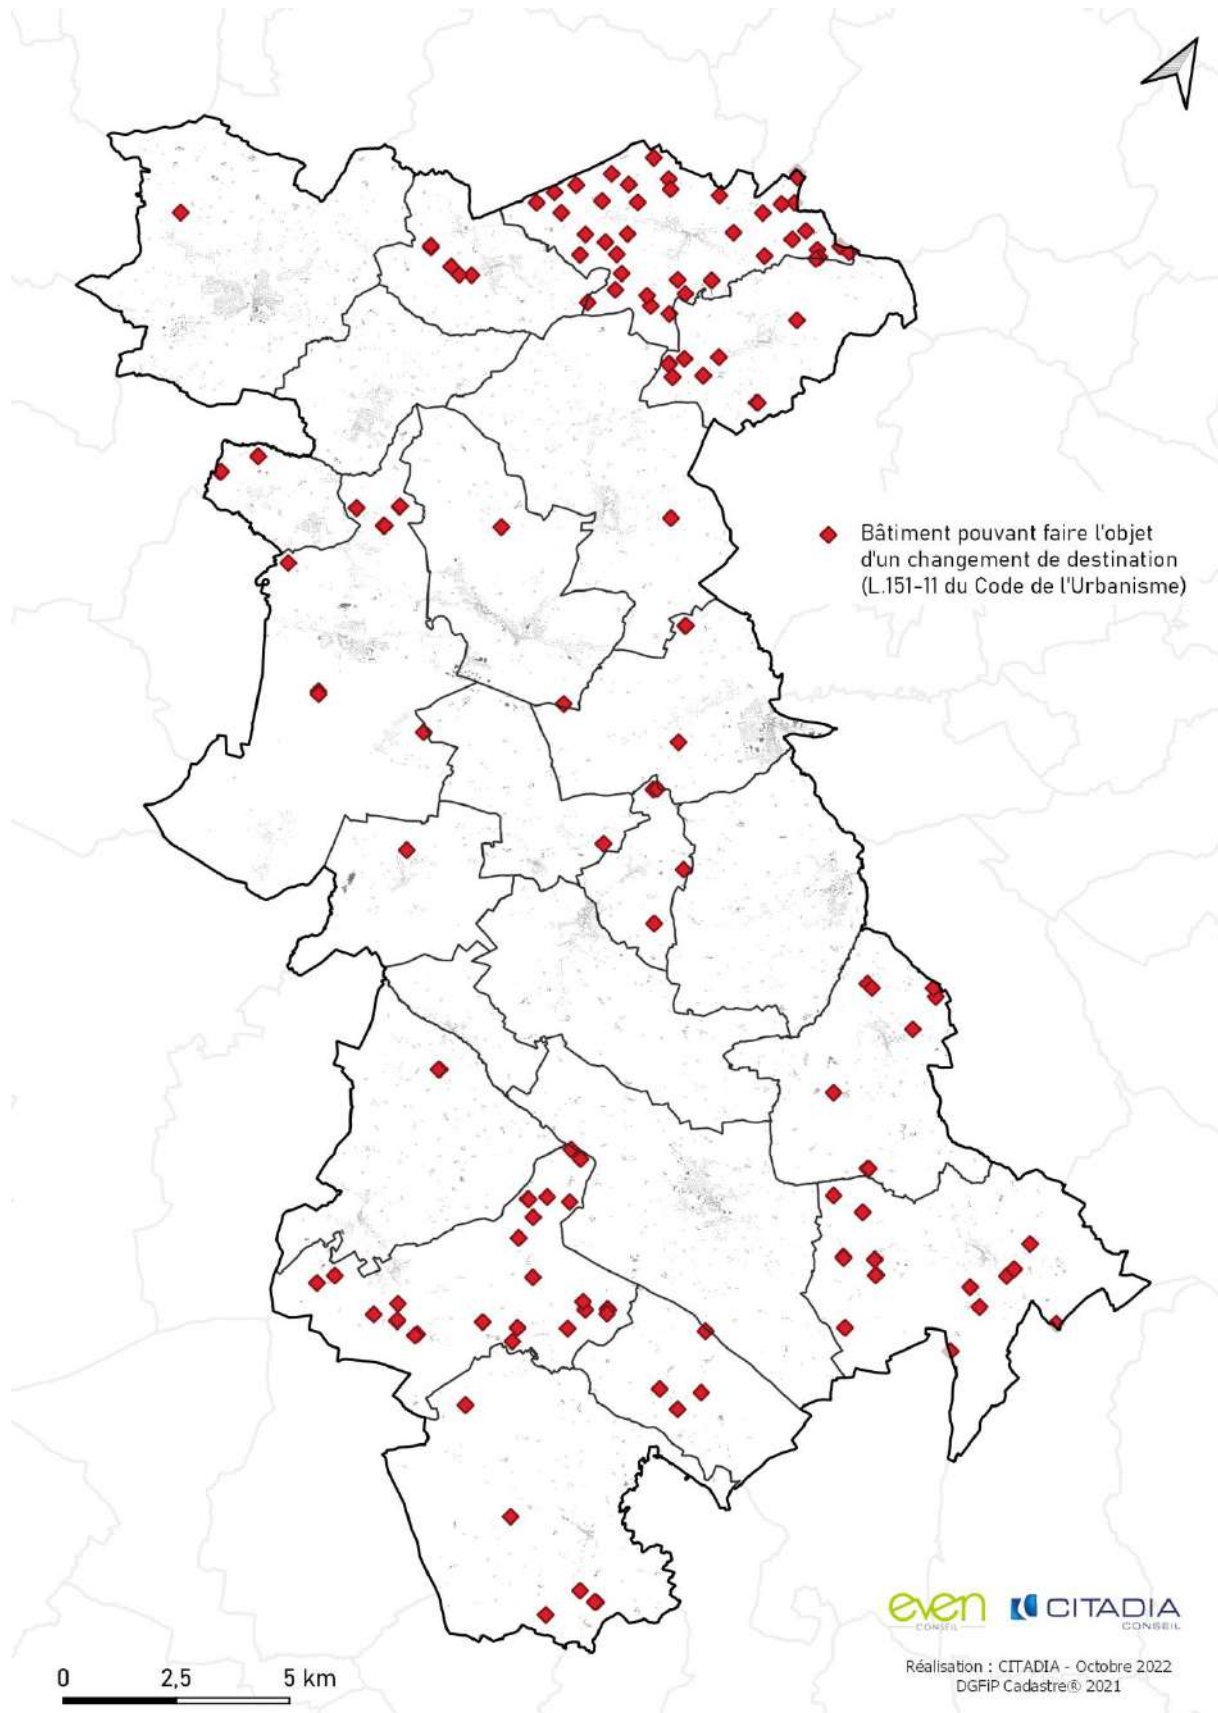 Bâtiment pouvant faire l'objet
d'un changement de destination
(L.151-11 du Code de l'Urbanisme)
even
CONSEIL
CITADIA
CONSEIL
Réalisation : CITADIA - Octobre 2022
DGFiP Cadastre® 2021
0 2,5 5 km